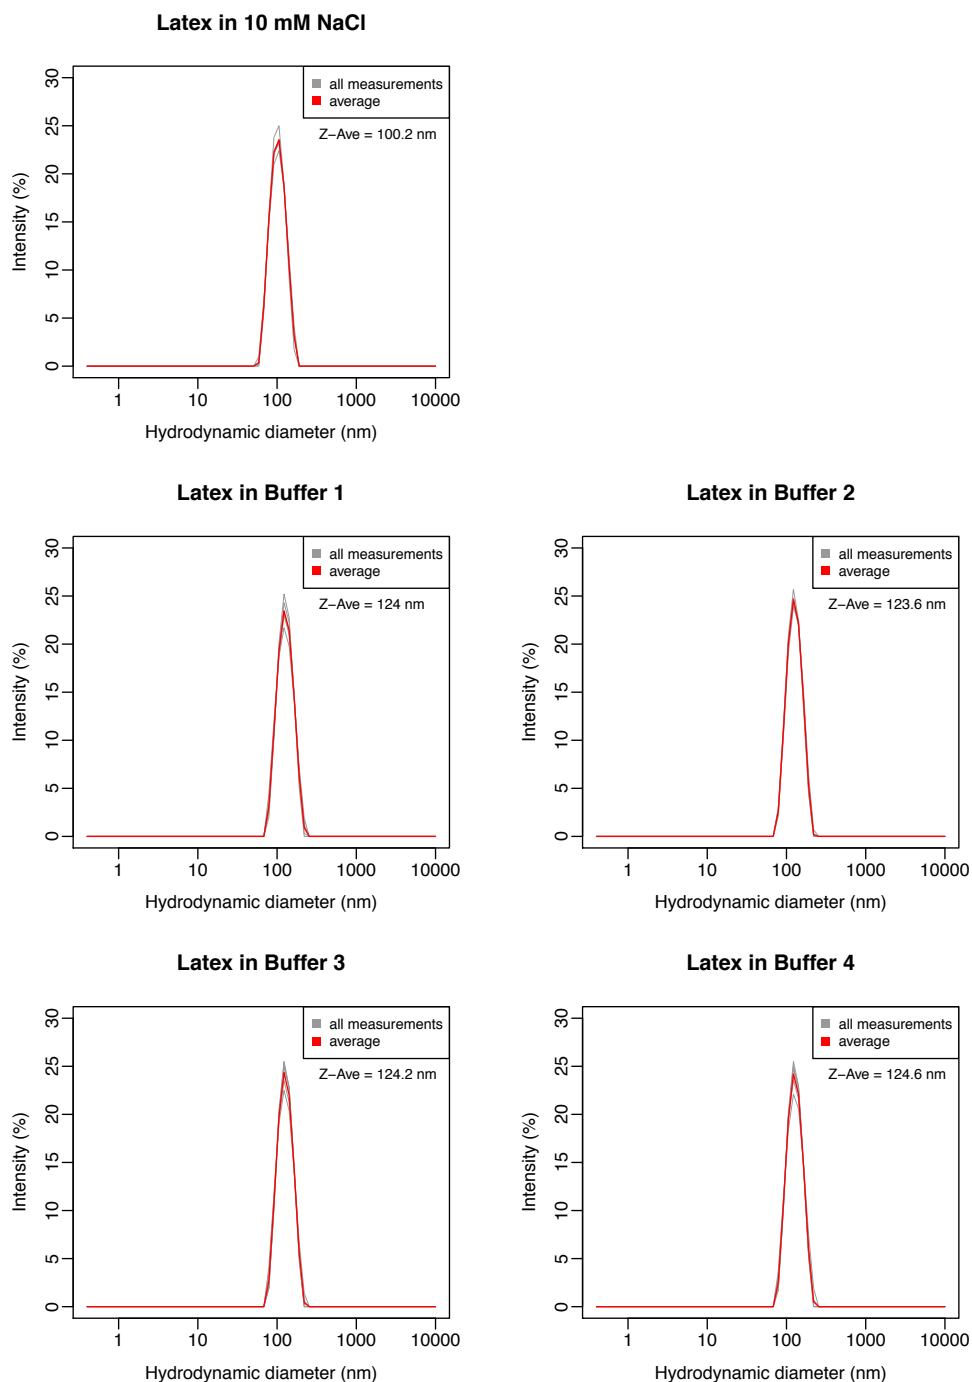 Latex in 10 mM NaCl
all measurements
average
Z−Ave = 100.2 nm
30
25
20
15
10
5
0
Intensity (%)
1 10 100 1000 10000
Hydrodynamic diameter (nm)
Latex in Buffer 1
all measurements
average
Z−Ave = 124 nm
30
25
20
15
10
5
0
Intensity (%)
1 10 100 1000 10000
Hydrodynamic diameter (nm)
Latex in Buffer 2
all measurements
average
Z−Ave = 123.6 nm
30
25
20
15
10
5
0
Intensity (%)
1 10 100 1000 10000
Hydrodynamic diameter (nm)
Latex in Buffer 3
all measurements
average
Z−Ave = 124.2 nm
30
25
20
15
10
5
0
Intensity (%)
1 10 100 1000 10000
Hydrodynamic diameter (nm)
Latex in Buffer 4
all measurements
average
Z−Ave = 124.6 nm
30
25
20
15
10
5
0
Intensity (%)
1 10 100 1000 10000
Hydrodynamic diameter (nm)